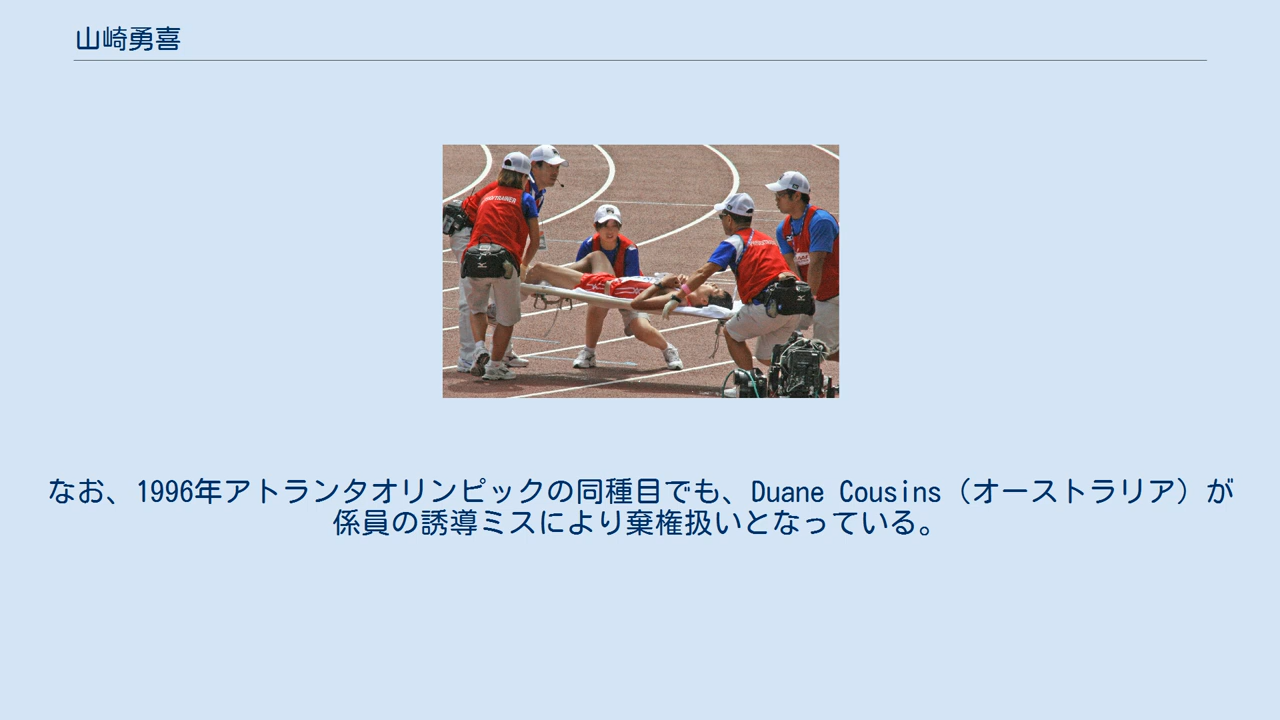 山崎勇喜
なお、1996年アトランタオリンピックの同種目でも、Duane Cousins（オーストラリア）が
係員の誘導ミスにより棄権扱いとなっている。